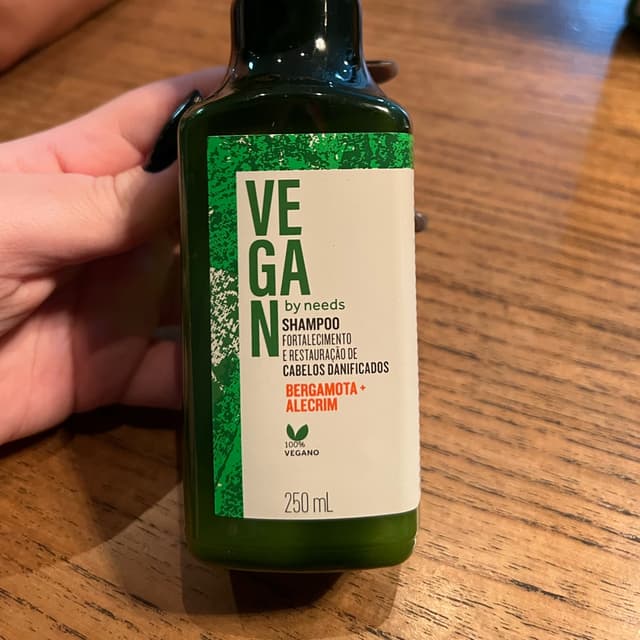 VE
GA
N
by needs
SHAMPOO
FORTALECIMENTO
E RESTAURAÇÃO DE
CABELOS DANIFICADOS
BERGAMOTA +
ALECRIM
100%
VEGANO
250 mL